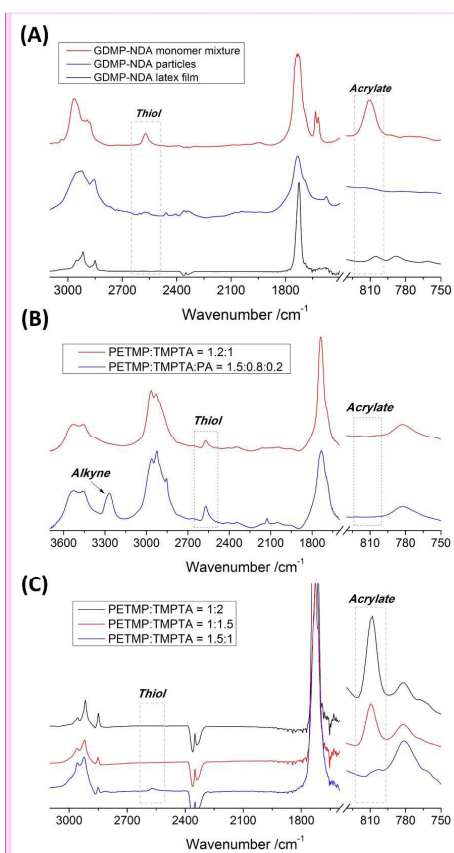 (A)
GDMP-NDA monomer mixture
GDMP-NDA particles
GDMP-NDA latex film
Thiol
Acrylate
3000 2700 2400 2100 1800 810 780 750
Wavenumber /cm⁻¹
(B)
PETMP:TMPTA = 1.2:1
PETMP:TMPTA:PA = 1.5:0.8:0.2
Thiol
Acrylate
Alkyne
3600 3300 3000 2700 2400 2100 1800 810 780 750
Wavenumber /cm⁻¹
(C)
PETMP:TMPTA = 1:2
PETMP:TMPTA = 1:1.5
PETMP:TMPTA = 1.5:1
Acrylate
Thiol
3000 2700 2400 2100 1800 810 780 750
Wavenumber /cm⁻¹